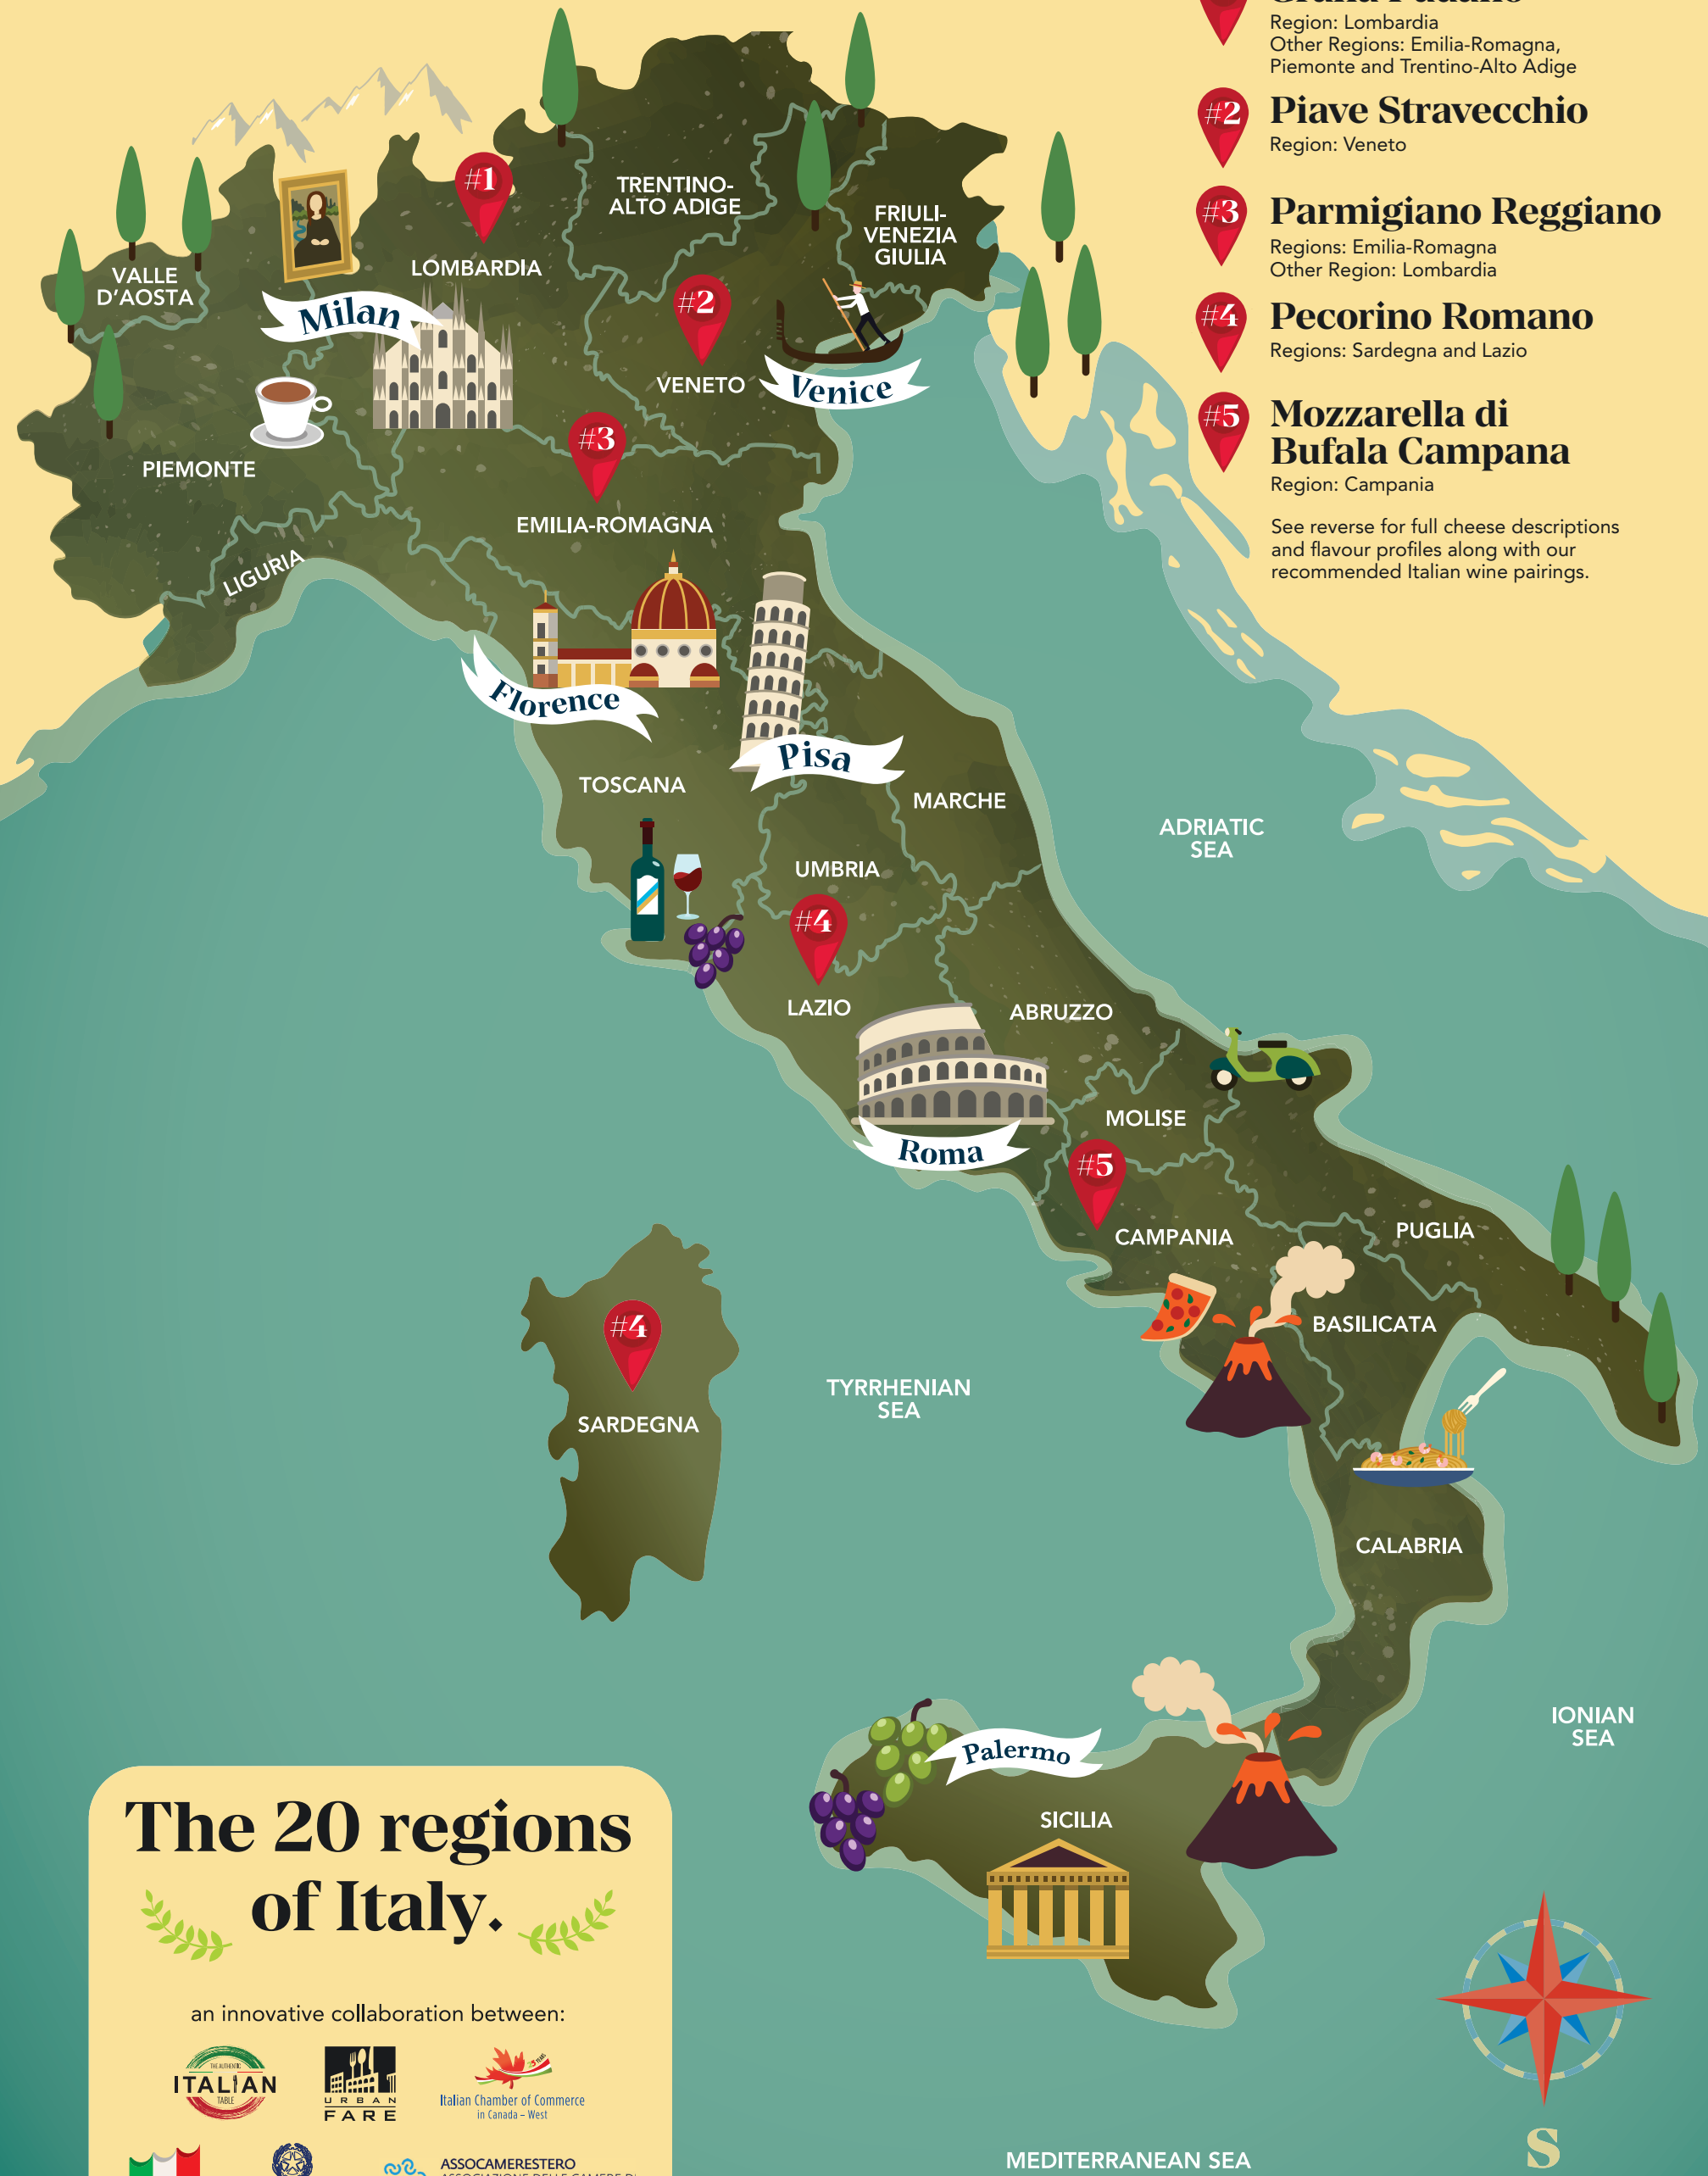 Grana Padano
Region: Lombardia
Other Regions: Emilia-Romagna,
Piemonte and Trentino-Alto Adige
#2
Piave Stravecchio
Region: Veneto
#3
Parmigiano Reggiano
Regions: Emilia-Romagna
Other Region: Lombardia
#4
Pecorino Romano
Regions: Sardegna and Lazio
#5
Mozzarella di
Bufala Campana
Region: Campania
See reverse for full cheese descriptions
and flavour profiles along with our
recommended Italian wine pairings.
#1
TRENTINO-
ALTO ADIGE
FRIULI-
VENEZIA
GIULIA
LOMBARDIA
VALLE
D'AOSTA
Milan
#2
VENETO
Venice
#3
PIEMONTE
EMILIA-ROMAGNA
LIGURIA
Florence
Pisa
TOSCANA
MARCHE
ADRIATIC
SEA
UMBRIA
#4
LAZIO
ABRUZZO
MOLISE
Roma
#5
CAMPANIA
PUGLIA
BASILICATA
#4
SARDEGNA
TYRRHENIAN
SEA
CALABRIA
IONIAN
SEA
Palermo
SICILIA
The 20 regions
of Italy.
an innovative collaboration between:
THE AUTHENTIC
ITALIAN
TABLE
URBAN
FARE
Italian Chamber of Commerce
in Canada – West
ASSOCAMERESTERO
MEDITERRANEAN SEA
S